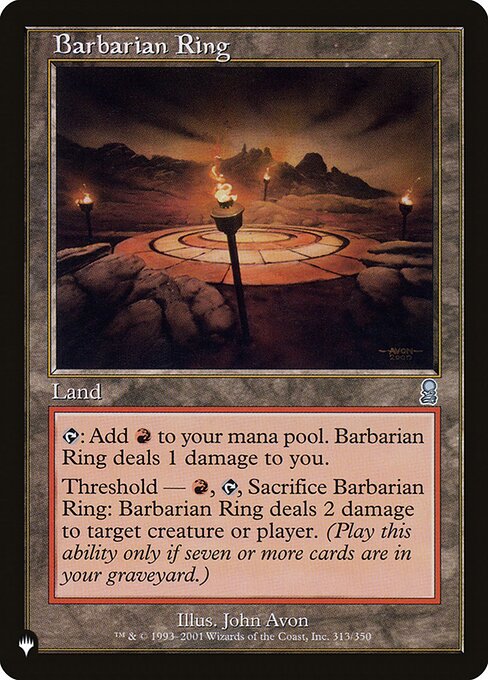 Barbarian Ring
AVON
2000
Land
: Add to your mana pool. Barbarian
Ring deals 1 damage to you.
Threshold — , , Sacrifice Barbarian
Ring: Barbarian Ring deals 2 damage
to target creature or player. (Play this
ability only if seven or more cards are in
your graveyard.)
Illus. John Avon
™ & © 1993–2001 Wizards of the Coast, Inc. 313/350